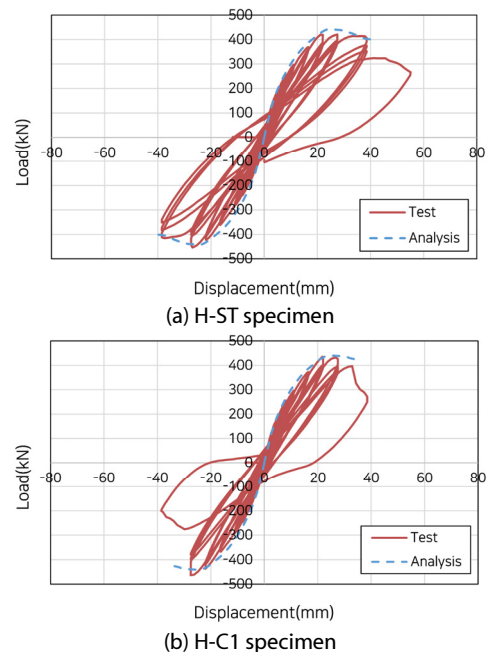 500
400
300
200
100
0
-80 -60 -40 -20 0 20 40 60 80
-100
-200
-300
-400
-500
Load(kN)
Test
Analysis
Displacement(mm)
(a) H-ST specimen
500
400
300
200
100
0
-80 -60 -40 -20 0 20 40 60 80
-100
-200
-300
-400
-500
Load(kN)
Test
Analysis
Displacement(mm)
(b) H-C1 specimen